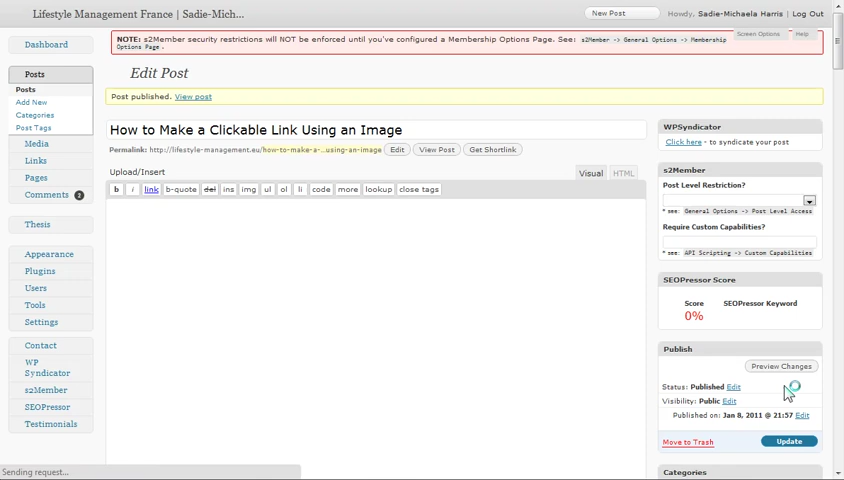 Lifestyle Management France | Sadie-Mich...
New Post
Howdy, Sadie-Michaela Harris | Log Out
NOTE: s2Member security restrictions will NOT be enforced until you've configured a Membership Options Page. See: s2Member -> General Options -> Membership
Options Page.
Screen Options
Help
Dashboard
Posts
Posts
Add New
Categories
Post Tags
Media
Links
Pages
Comments 2
Thesis
Appearance
Plugins
Users
Tools
Settings
Contact
WP
Syndicator
s2Member
SEOPressor
Testimonials
Edit Post
Post published. View post
How to Make a Clickable Link Using an Image
Permalink: http://lifestyle-management.eu/how-to-make-a-...using-an-image Edit View Post Get Shortlink
Upload/Insert
Visual HTML
b i link b-quote del ins img ul ol li code more lookup close tags
WPSyndicator
Click here - to syndicate your post
s2Member
Post Level Restriction?
* see: General Options -> Post Level Access
Require Custom Capabilities?
* see: API Scripting -> Custom Capabilities
SEOPressor Score
Score SEOPressor Keyword
0%
Publish
Preview Changes
Status: Published Edit
Visibility: Public Edit
Published on: Jan 8, 2011 @ 21:57 Edit
Move to Trash Update
Categories
Sending request...